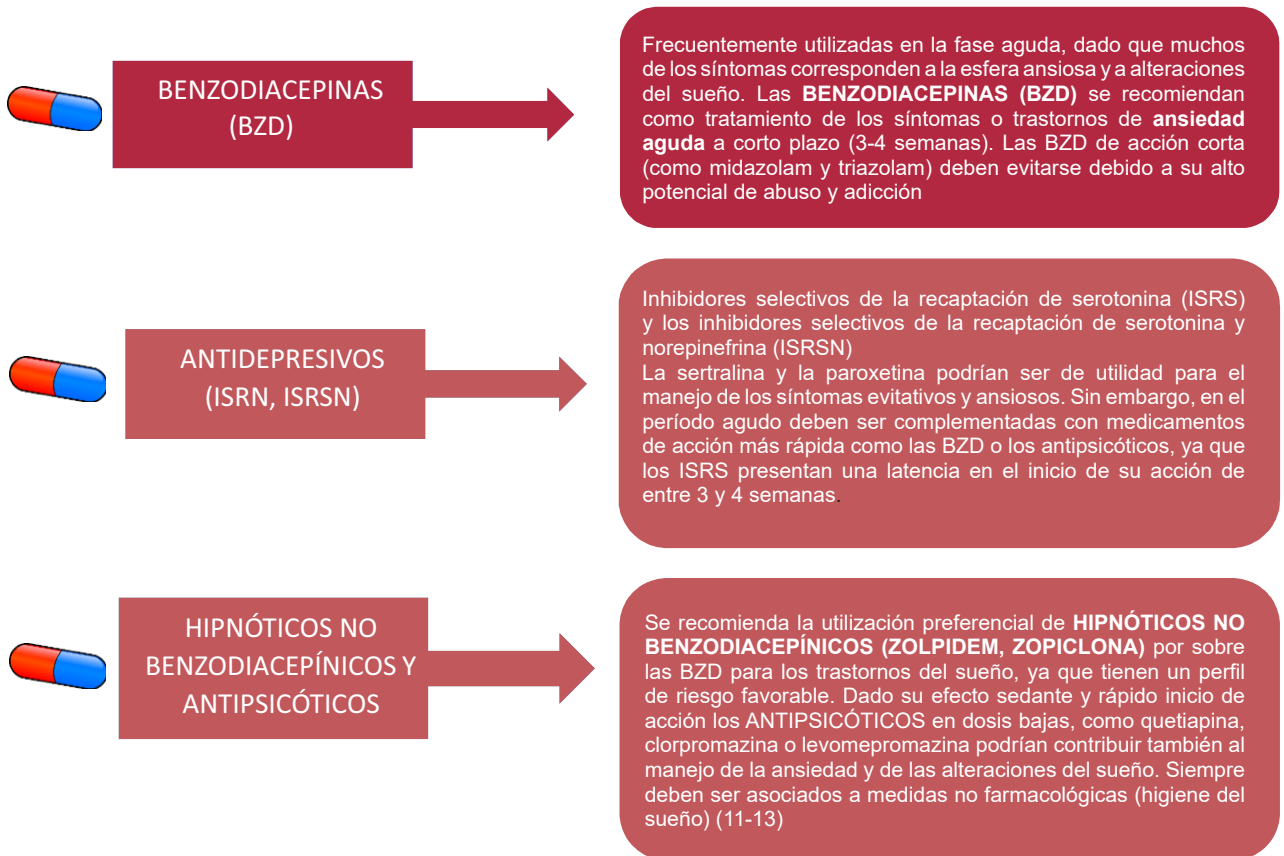 BENZODIACEPINAS
(BZD)
Frecuentemente utilizadas en la fase aguda, dado que muchos
de los síntomas corresponden a la esfera ansiosa y a alteraciones
del sueño. Las BENZODIACEPINAS (BZD) se recomiendan
como tratamiento de los síntomas o trastornos de ansiedad
aguda a corto plazo (3-4 semanas). Las BZD de acción corta
(como midazolam y triazolam) deben evitarse debido a su alto
potencial de abuso y adicción
ANTIDEPRESIVOS
(ISRN, ISRSN)
Inhibidores selectivos de la recaptación de serotonina (ISRS)
y los inhibidores selectivos de la recaptación de serotonina y
norepinefrina (ISRSN)
La sertralina y la paroxetina podrían ser de utilidad para el
manejo de los síntomas evitativos y ansiosos. Sin embargo, en el
período agudo deben ser complementadas con medicamentos
de acción más rápida como las BZD o los antipsicóticos, ya que
los ISRS presentan una latencia en el inicio de su acción de
entre 3 y 4 semanas.
HIPNÓTICOS NO
BENZODIACEPÍNICOS Y
ANTIPSICÓTICOS
Se recomienda la utilización preferencial de HIPNÓTICOS NO
BENZODIACEPÍNICOS (ZOLPIDEM, ZOPICLONA) por sobre
las BZD para los trastornos del sueño, ya que tienen un perfil
de riesgo favorable. Dado su efecto sedante y rápido inicio de
acción los ANTIPSICÓTICOS en dosis bajas, como quetiapina,
clorpromazina o levomepromazina podrían contribuir también al
manejo de la ansiedad y de las alteraciones del sueño. Siempre
deben ser asociados a medidas no farmacológicas (higiene del
sueño) (11-13)